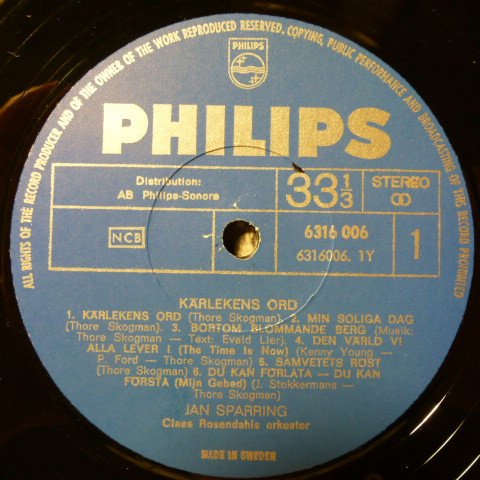 ALL RIGHTS OF THE RECORD PRODUCER AND OF THE OWNER OF THE WORK REPRODUCED RESERVED. COPYING, PUBLIC PERFORMANCE AND BROADCASTING OF THIS RECORD PROHIBITED
PHILIPS
PHILIPS
Distribution:
AB Philips-Sonora
33 1/3
STEREO
NCB
6316 006
6316006. 1Y
1
KÄRLEKENS ORD
1. KÄRLEKENS ORD (Thore Skogman). 2. MIN SOLIGA DAG
(Thore Skogman). 3. BORTOM BLOMMANDE BERG (Musik:
Thore Skogman — Text: Evald Lier). 4. DEN VÄRLD VI
ALLA LEVER I (The Time Is Now) (Kenny Young —
P. Ford — Thore Skogman) 5. SAMVETETS RÖST
(Thore Skogman) 6. DU KAN FÖRLÅTA — DU KAN
FÖRSTÅ (Mijn Gebed) (J. Stokkermans —
Thore Skogman)
JAN SPARRING
Claes Rosendahls orkester
MADE IN SWEDEN